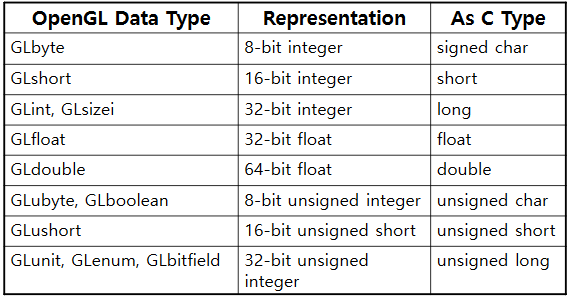 OpenGL Data Type Representation As C Type
GLbyte 8-bit integer signed char
GLshort 16-bit integer short
GLint, GLsizei 32-bit integer long
GLfloat 32-bit float float
GLdouble 64-bit float double
GLubyte, GLboolean 8-bit unsigned integer unsigned char
GLushort 16-bit unsigned short unsigned short
GLunit, GLenum, GLbitfield 32-bit unsigned unsigned long
integer